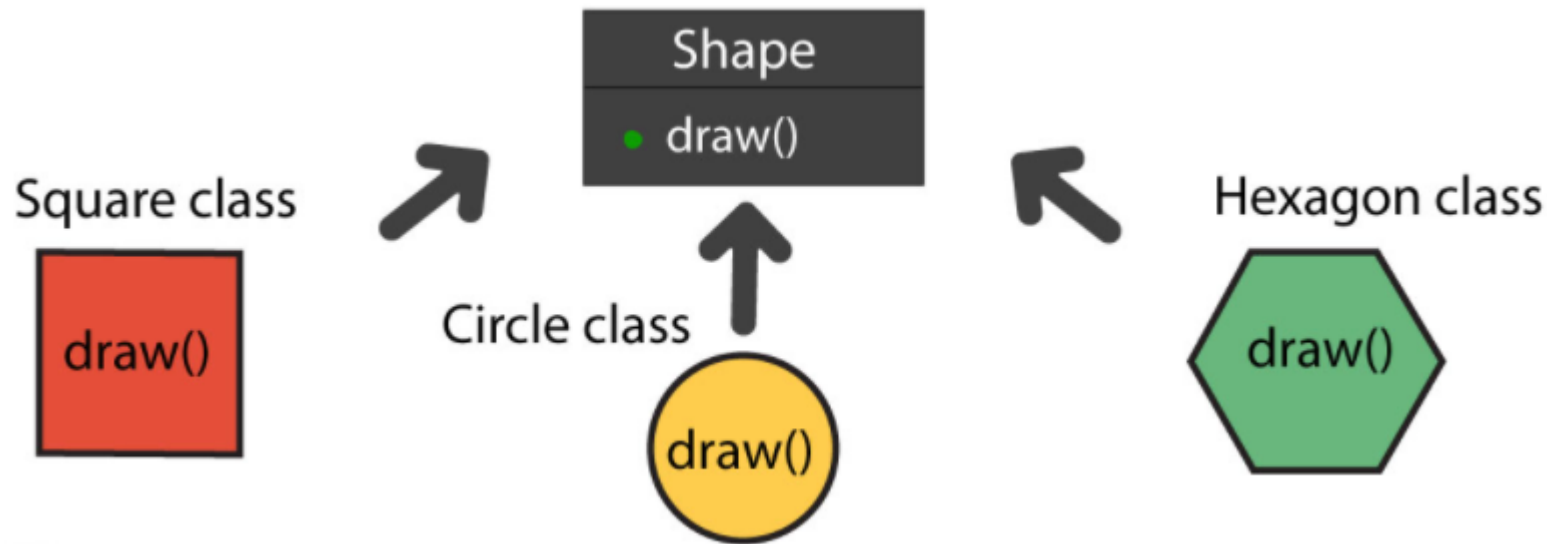 Shape
draw()
Square class
draw()
Circle class
draw()
Hexagon class
draw()